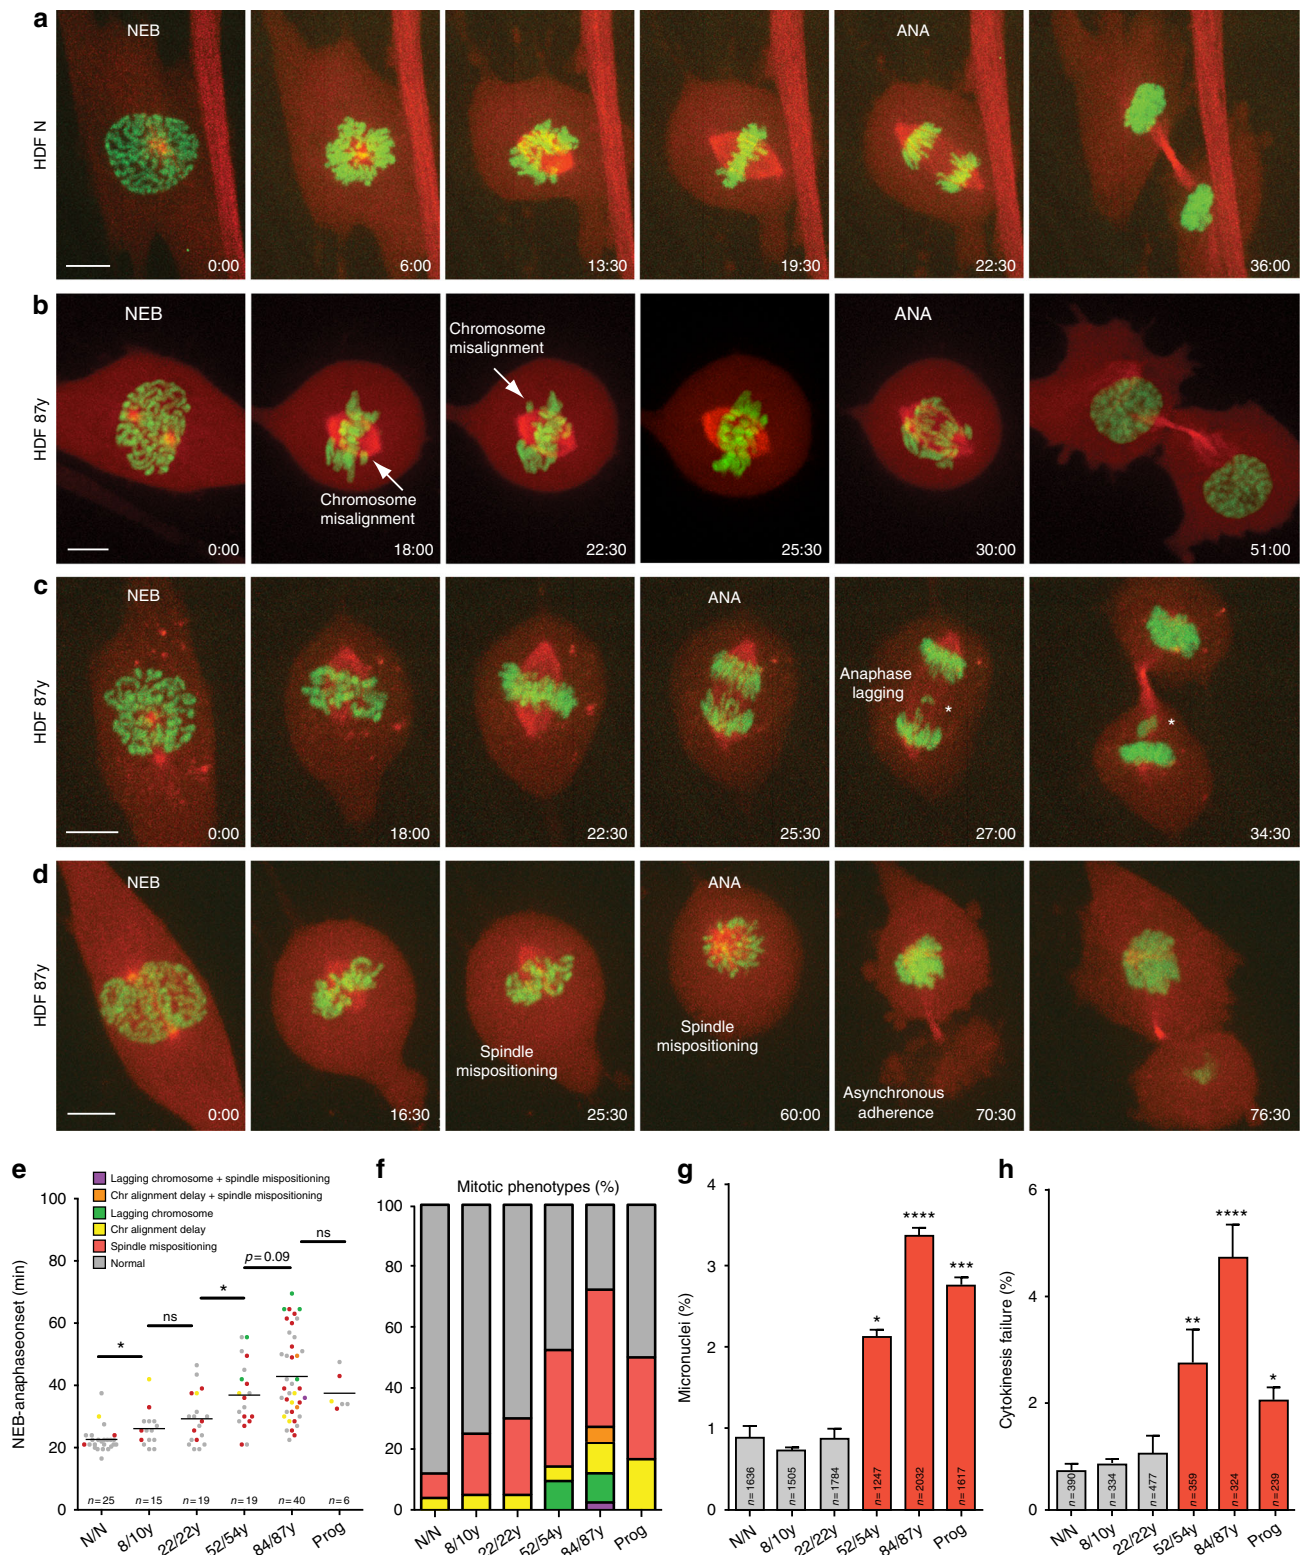 a
HDF N
NEB
ANA
0:00
6:00
13:30
19:30
22:30
36:00
b
HDF 87y
NEB
Chromosome
misalignment
Chromosome
misalignment
ANA
0:00
18:00
22:30
25:30
30:00
51:00
c
HDF 87y
NEB
ANA
Anaphase
lagging
*
*
0:00
18:00
22:30
25:30
27:00
34:30
d
HDF 87y
NEB
ANA
Spindle
mispositioning
Spindle
mispositioning
Asynchronous
adherence
0:00
16:30
25:30
60:00
70:30
76:30
e
Lagging chromosome + spindle mispositioning
Chr alignment delay + spindle mispositioning
Lagging chromosome
Chr alignment delay
Spindle mispositioning
Normal
NEB-anaphaseonset (min)
100
80
60
40
20
0
*
ns
*
p = 0.09
ns
n = 25
n = 15
n = 19
n = 19
n = 40
n = 6
N/N
8/10y
22/22y
52/54y
84/87y
Prog
f
Mitotic phenotypes (%)
100
80
60
40
20
0
N/N
8/10y
22/22y
52/54y
84/87y
Prog
g
Micronuclei (%)
4
3
2
1
0
*
****
***
n = 1636
n = 1505
n = 1784
n = 1247
n = 2032
n = 1617
N/N
8/10y
22/22y
52/54y
84/87y
Prog
h
Cytokinesis failure (%)
6
4
2
0
**
****
*
n = 390
n = 334
n = 477
n = 359
n = 324
n = 239
N/N
8/10y
22/22y
52/54y
84/87y
Prog